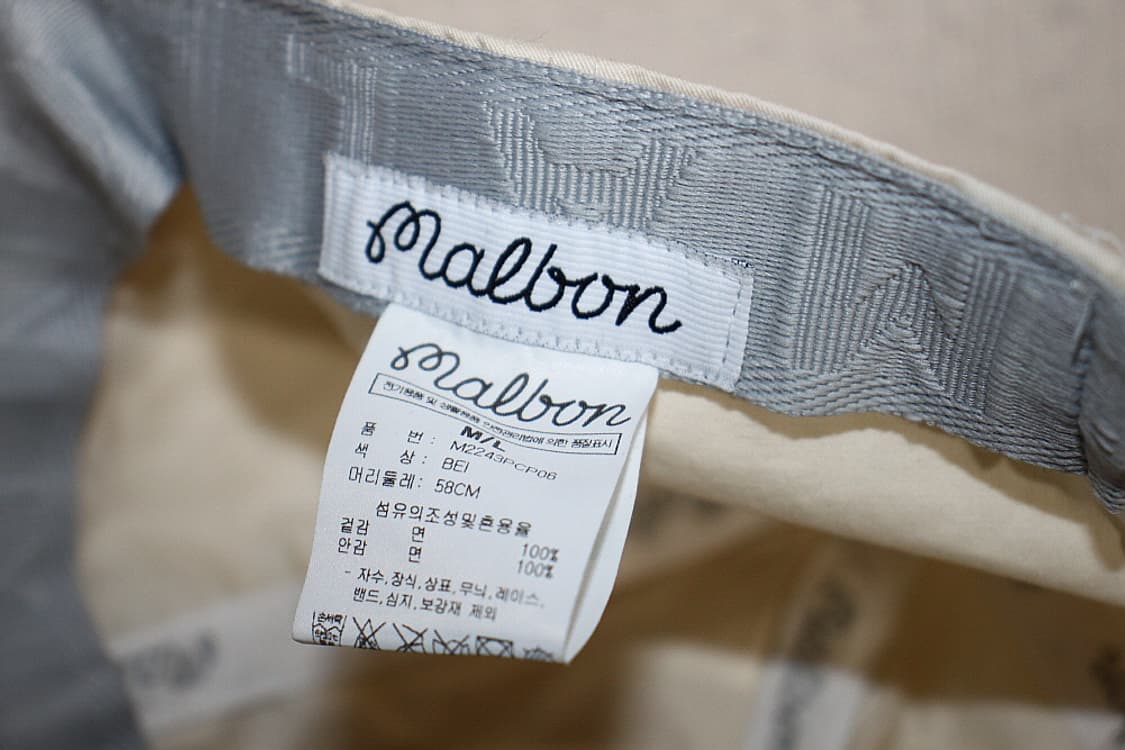 malbon
malbon
전기용품 및 생활용품 안전관리법에 의한 품질표시
M/L
품 번 : M2243PCP06
색 상 : BEI
머리둘레: 58CM
섬유의조성및혼용율
겉감 면 100%
안감 면 100%
- 자수,장식,상표,무늬,레이스,
밴드,심지,보강재 제외
손세탁